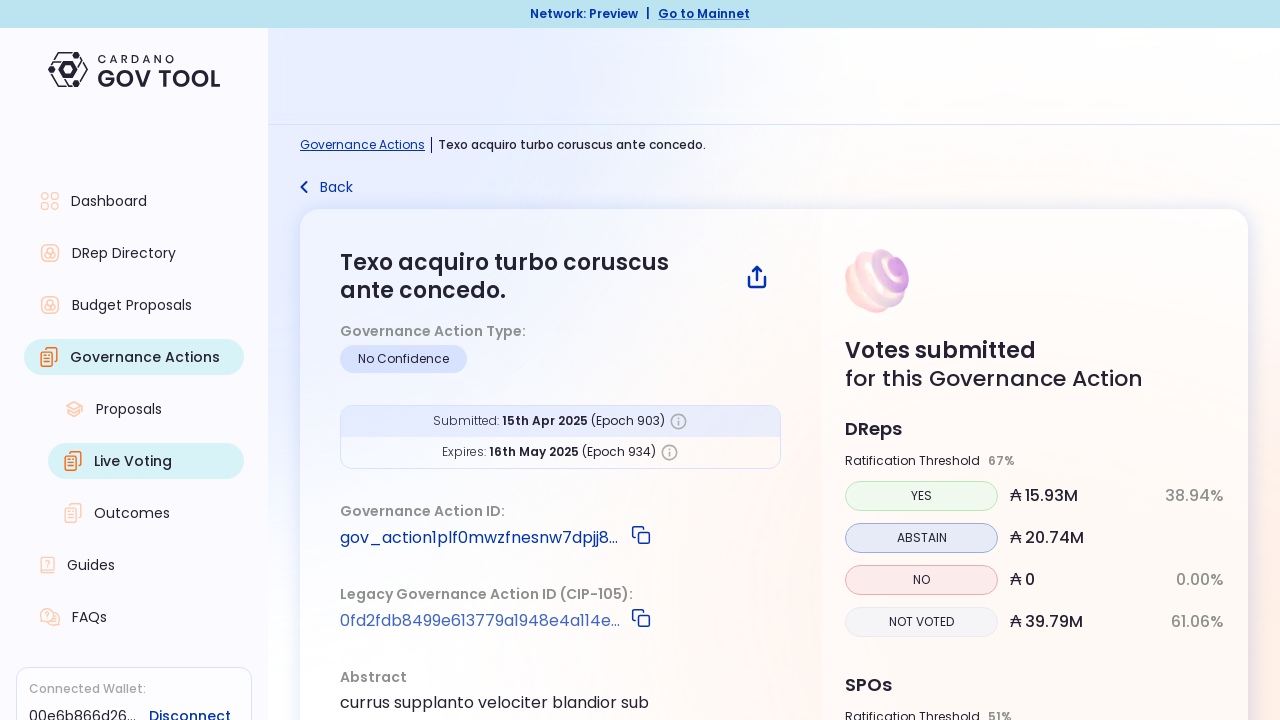 Network: Preview | Go to Mainnet
CARDANO
GOV TOOL
Dashboard
DRep Directory
Budget Proposals
Governance Actions
Proposals
Live Voting
Outcomes
Guides
FAQs
Connected Wallet:
00e6b866d26... Disconnect
Governance Actions | Texo acquiro turbo coruscus ante concedo.
Back
Texo acquiro turbo coruscus
ante concedo.
Governance Action Type:
No Confidence
Submitted: 15th Apr 2025 (Epoch 903)
Expires: 16th May 2025 (Epoch 934)
Governance Action ID:
gov_action1plf0mwzfnesnw7dpjj8...
Legacy Governance Action ID (CIP-105):
0fd2fdb8499e613779a1948e4a114e...
Abstract
currus supplanto velociter blandior sub
Votes submitted
for this Governance Action
DReps
Ratification Threshold 67%
YES ₳ 15.93M 38.94%
ABSTAIN ₳ 20.74M
NO ₳ 0 0.00%
NOT VOTED ₳ 39.79M 61.06%
SPOs
Ratification Threshold 51%